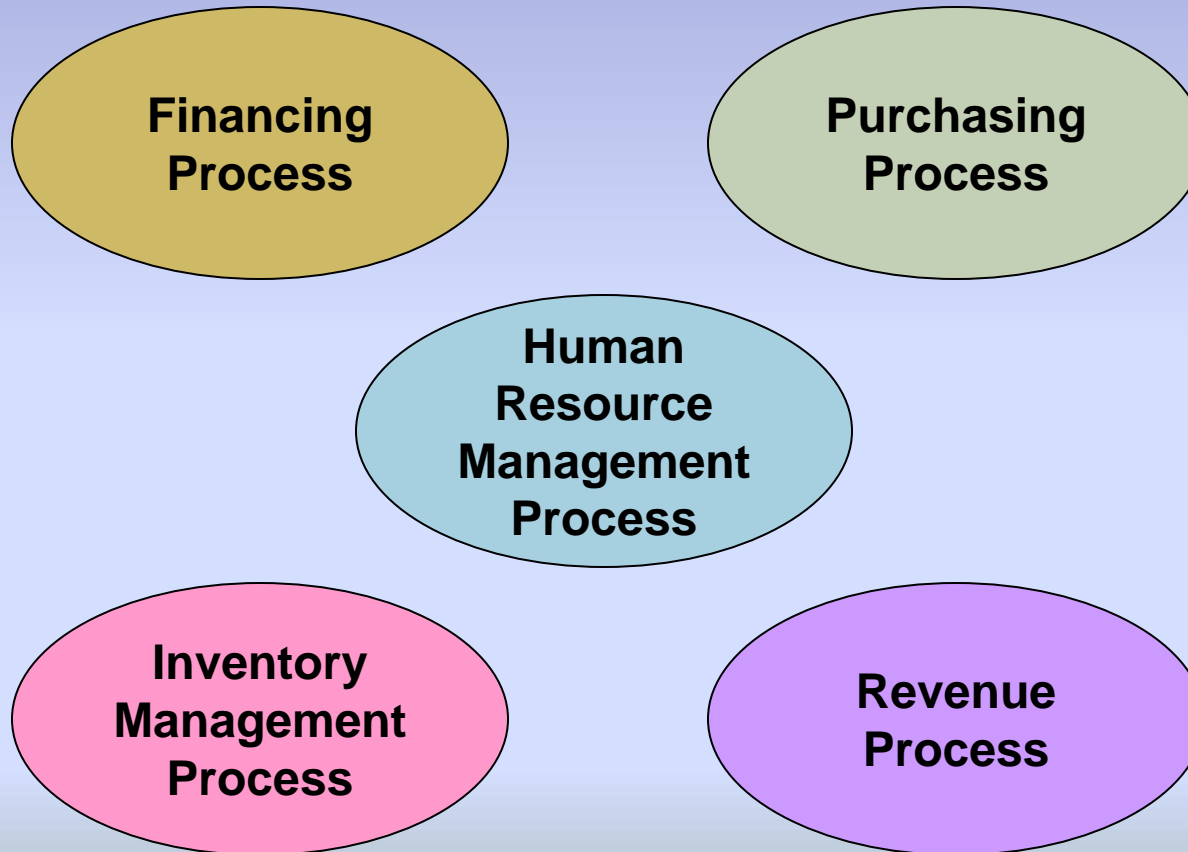 Financing
Process
Purchasing
Process
Human
Resource
Management
Process
Inventory
Management
Process
Revenue
Process